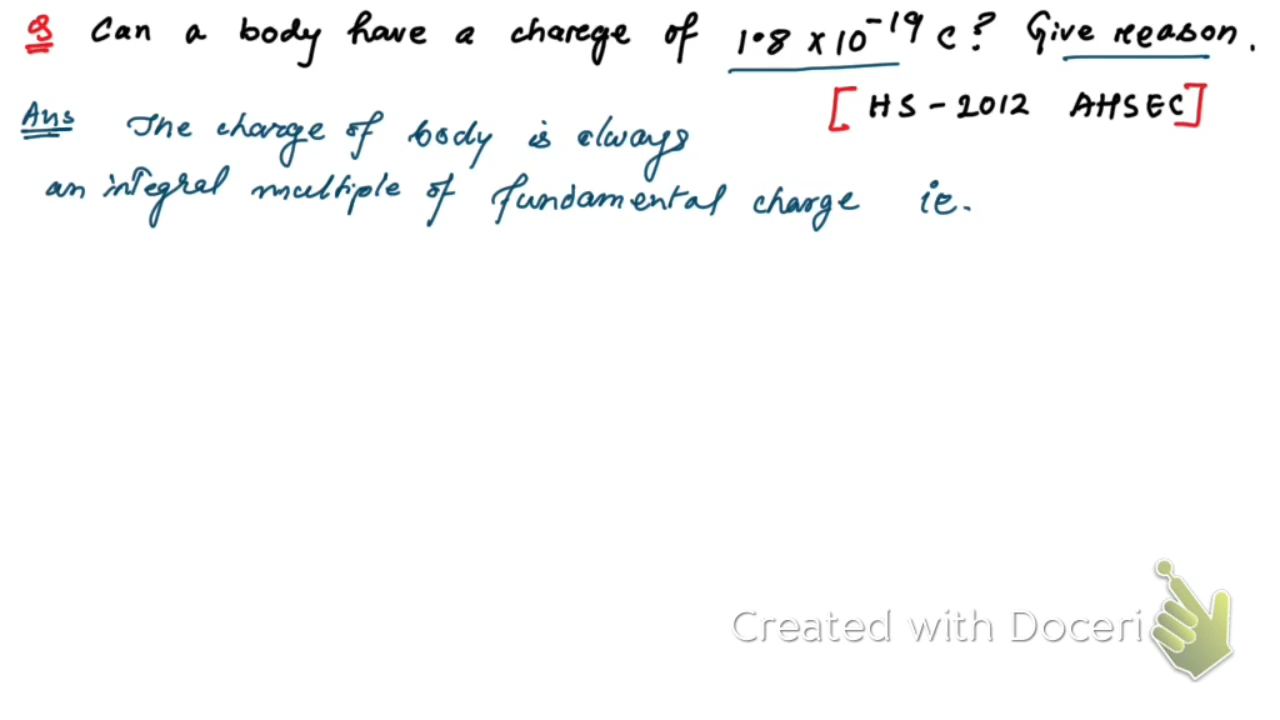 Q Can a body have a charege of 1.8 x 10⁻¹⁹ C? Give reason.
[HS - 2012 AHSEC]
Ans The charge of body is always
an integral multiple of fundamental charge ie.
Created with Doceri